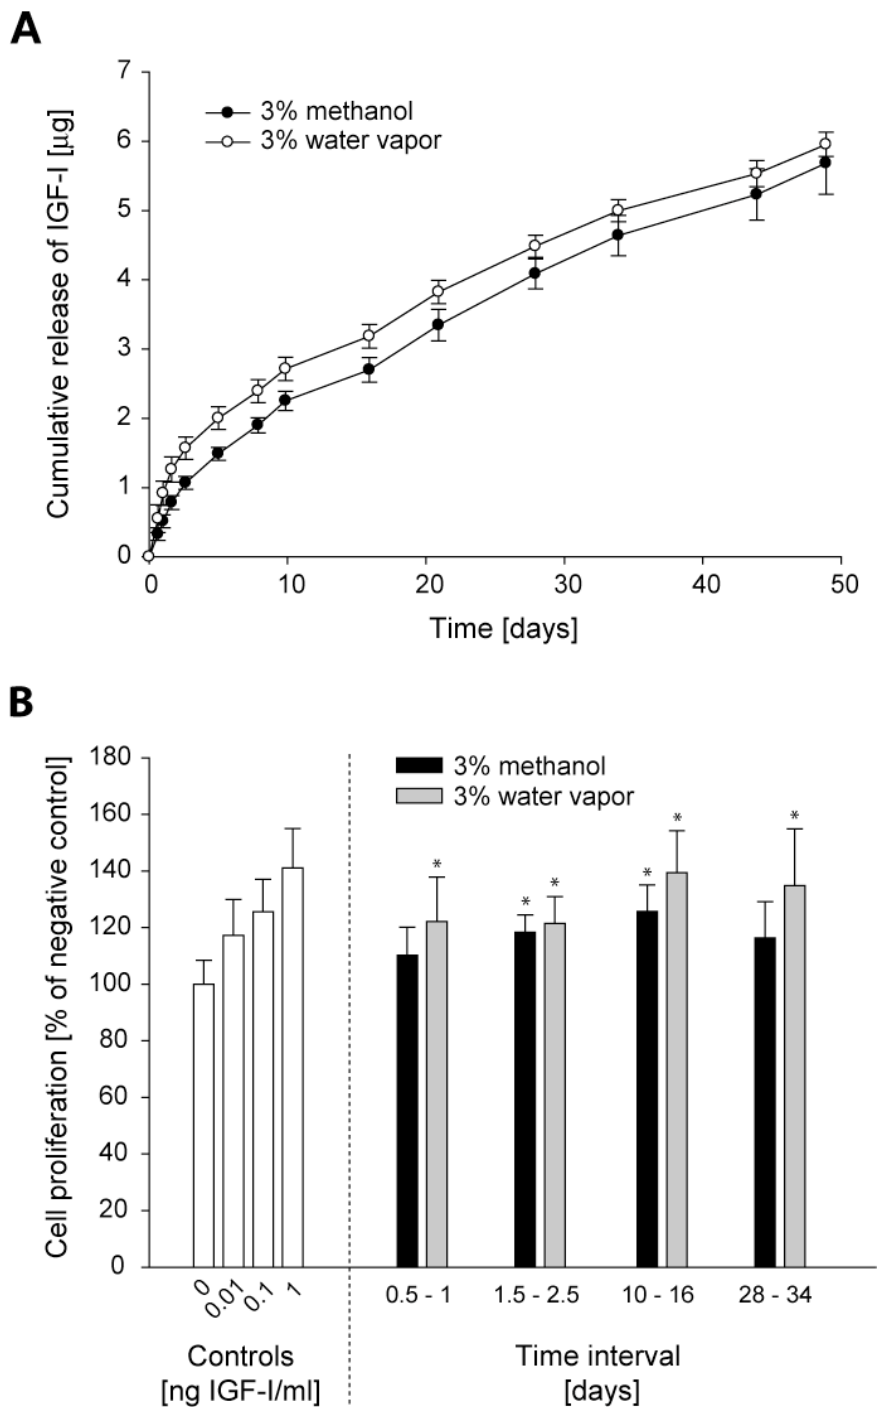 A
7
6
5
4
3
2
1
0
Cumulative release of IGF-I [µg]
3% methanol
3% water vapor
0 10 20 30 40 50
Time [days]
B
180
160
140
120
100
80
60
40
20
0
Cell proliferation [% of negative control]
3% methanol
3% water vapor
* * * * * *
0 0.01 0.1 1 0.5 - 1 1.5 - 2.5 10 - 16 28 - 34
Controls
[ng IGF-I/ml]
Time interval
[days]